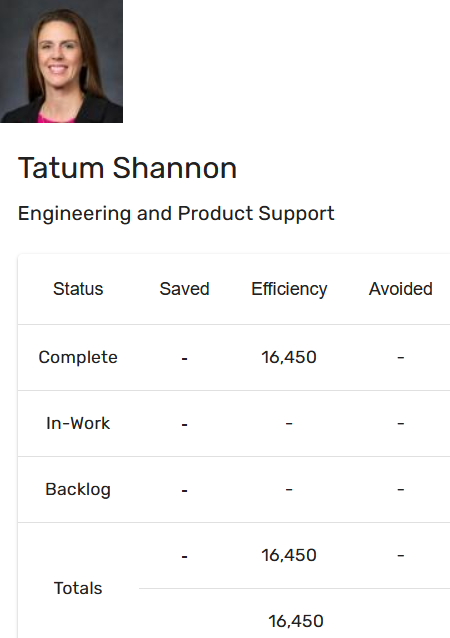 Tatum Shannon
Engineering and Product Support
Status Saved Efficiency Avoided
Complete - 16,450 -
In-Work - - -
Backlog - - -
Totals - 16,450 -
16,450